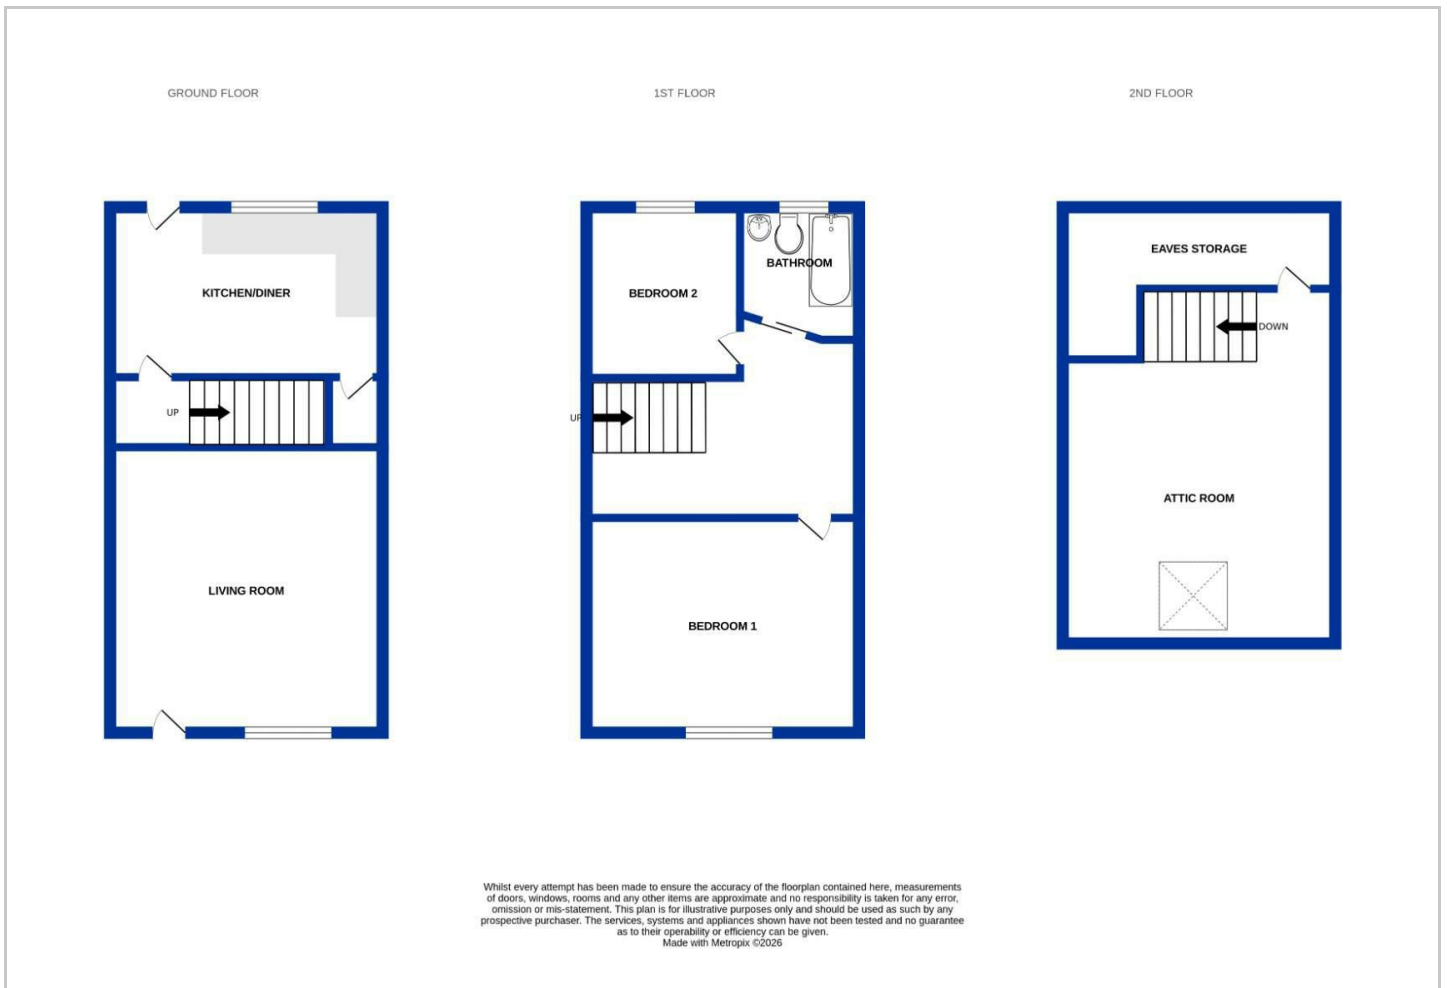 GROUND FLOOR
1ST FLOOR
2ND FLOOR
KITCHEN/DINER
UP
LIVING ROOM
BEDROOM 2
BATHROOM
UP
BEDROOM 1
EAVES STORAGE
DOWN
ATTIC ROOM
Whilst every attempt has been made to ensure the accuracy of the floorplan contained here, measurements
of doors, windows, rooms and any other items are approximate and no responsibility is taken for any error,
omission or mis-statement. This plan is for illustrative purposes only and should be used as such by any
prospective purchaser. The services, systems and appliances shown have not been tested and no guarantee
as to their operability or efficiency can be given.
Made with Metropix ©2026